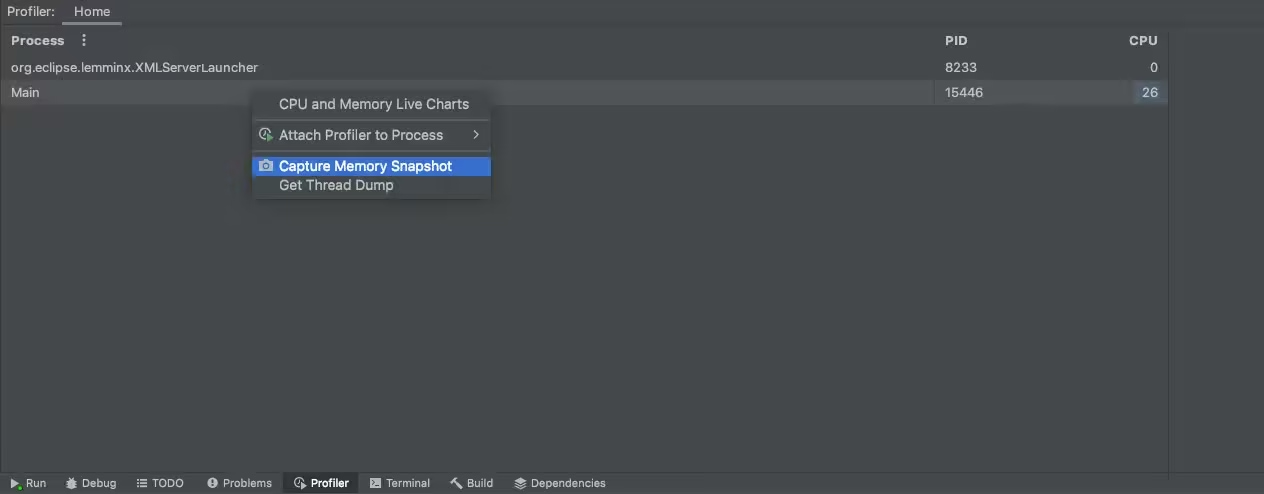 Profiler: Home
Process PID CPU
org.eclipse.lemminx.XMLServerLauncher 8233 0
Main 15446 26
CPU and Memory Live Charts
Attach Profiler to Process
Capture Memory Snapshot
Get Thread Dump
Run Debug TODO Problems Profiler Terminal Build Dependencies